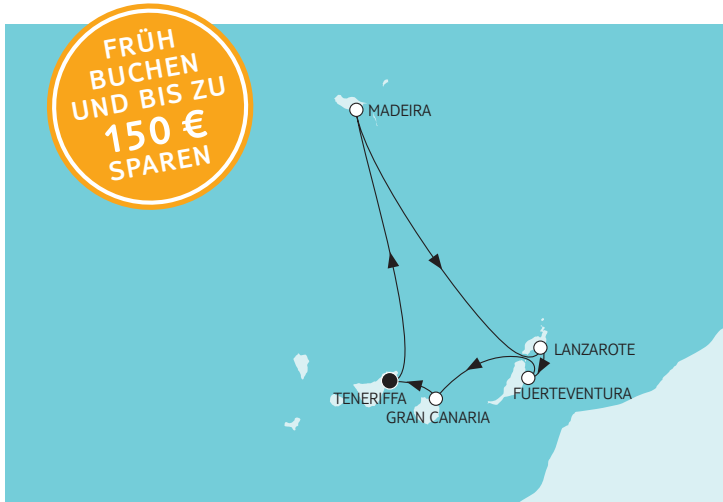 FRÜH
BUCHEN
UND BIS ZU
150 €
SPAREN
MADEIRA
LANZAROTE
FUERTEVENTURA
TENERIFFA
GRAN CANARIA